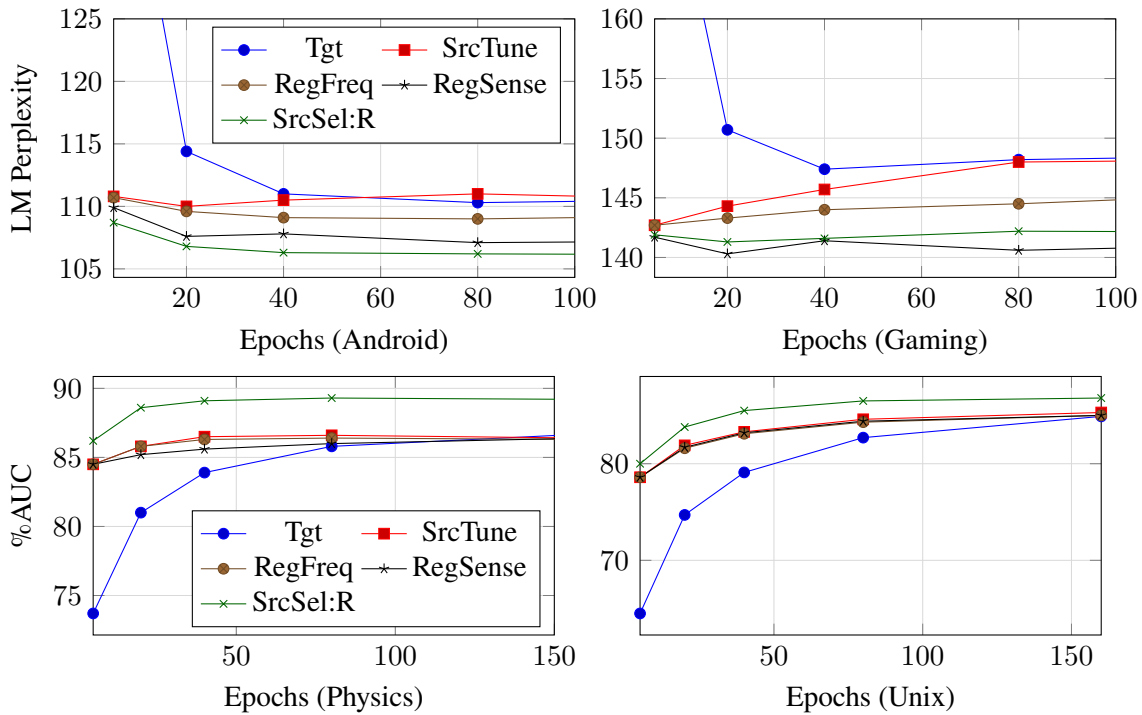 LM Perplexity
125
115
110
105
20
40
60
80
100
Epochs (Android)
Tgt
SrcTune
RegFreq
RegSense
SrcSel:R
160
155
150
145
140
20
40
60
80
100
Epochs (Gaming)
%AUC
90
85
80
75
50
100
150
Epochs (Physics)
Tgt
SrcTune
RegFreq
RegSense
SrcSel:R
80
70
50
100
150
Epochs (Unix)